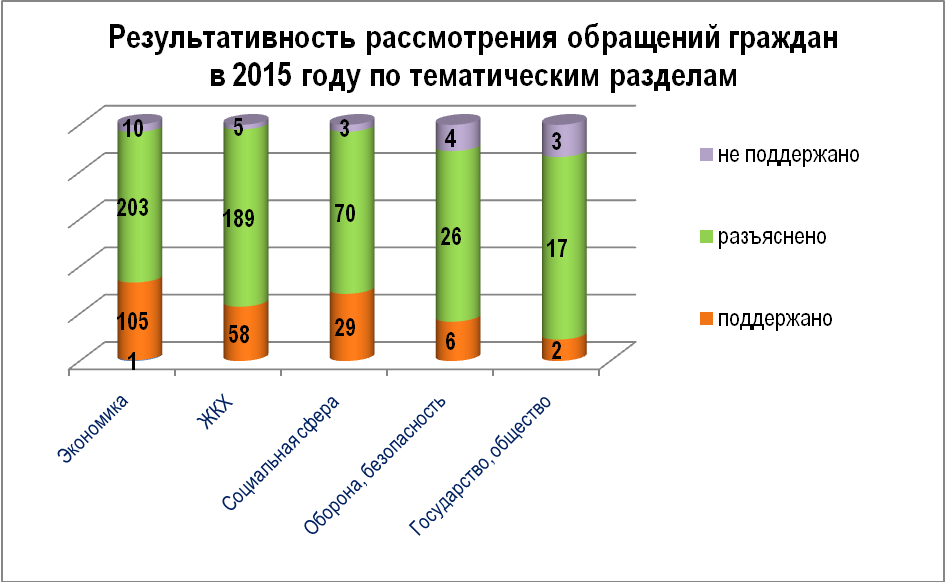 Результативность рассмотрения обращений граждан
в 2015 году по тематическим разделам
10 5 3 4 3
203 189 70 26 17
105 58 29 6 2
1
Экономика
ЖКХ
Социальная сфера
Оборона, безопасность
Государство, общество
не поддержано
разъяснено
поддержано